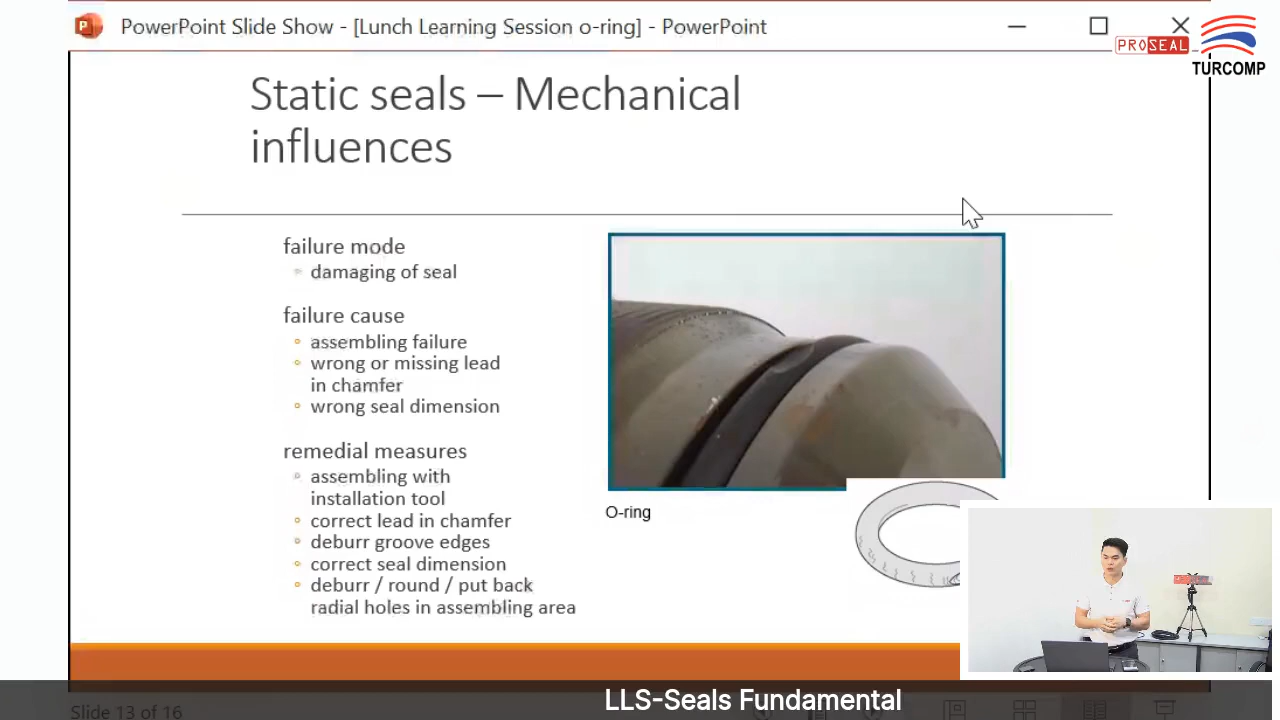 PowerPoint Slide Show - [Lunch Learning Session o-ring] - PowerPoint
PROSEAL
TURCOMP
Static seals – Mechanical
influences
failure mode
damaging of seal
failure cause
assembling failure
wrong or missing lead
in chamfer
wrong seal dimension
remedial measures
assembling with
installation tool
correct lead in chamfer
deburr groove edges
correct seal dimension
deburr / round / put back
radial holes in assembling area
O-ring
LLS-Seals Fundamental
Slide 13 of 16